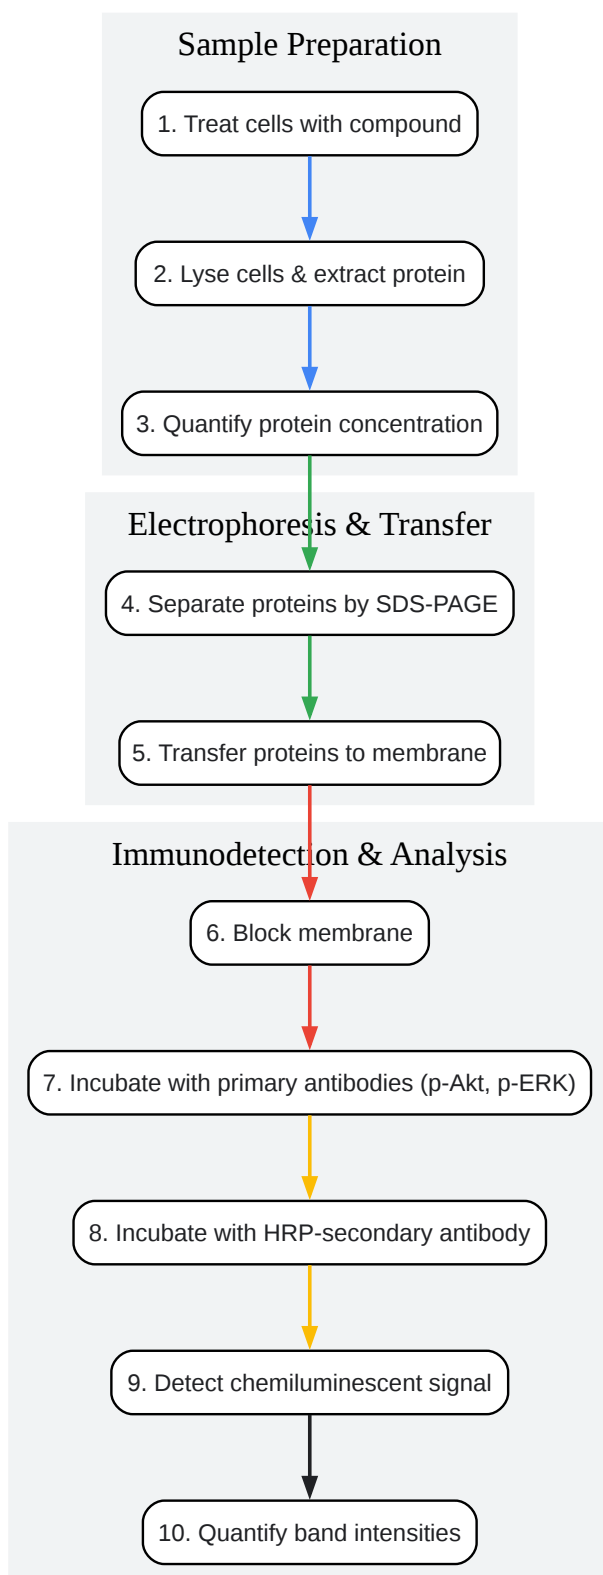 Sample Preparation
1. Treat cells with compound
2. Lyse cells & extract protein
3. Quantify protein concentration
Electrophoresis & Transfer
4. Separate proteins by SDS-PAGE
5. Transfer proteins to membrane
Immunodetection & Analysis
6. Block membrane
7. Incubate with primary antibodies (p-Akt, p-ERK)
8. Incubate with HRP-secondary antibody
9. Detect chemiluminescent signal
10. Quantify band intensities